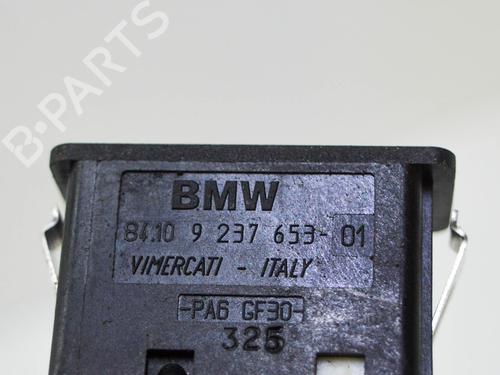 BMW
84.10 9 237 653-01
VIMERCATI - ITALY
-PA6 GF30-
325
B-PARTS